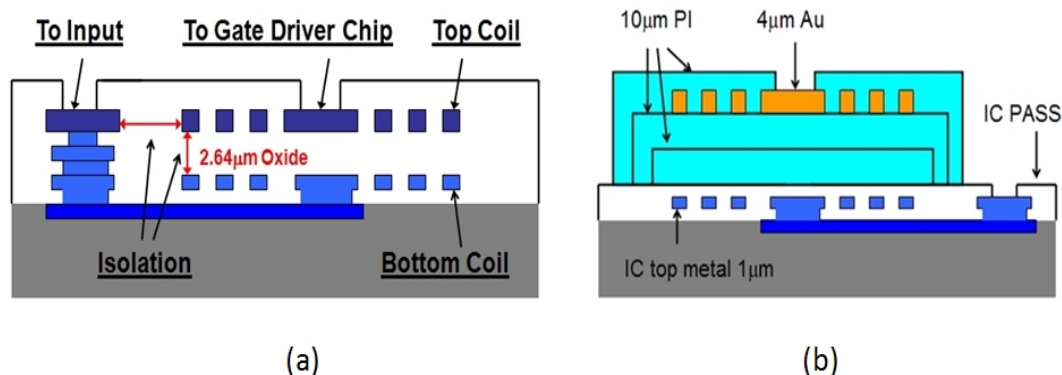 To Input
To Gate Driver Chip
Top Coil
2.64μm Oxide
Isolation
Bottom Coil
(a)
10μm PI
4μm Au
IC PASS
IC top metal 1μm
(b)